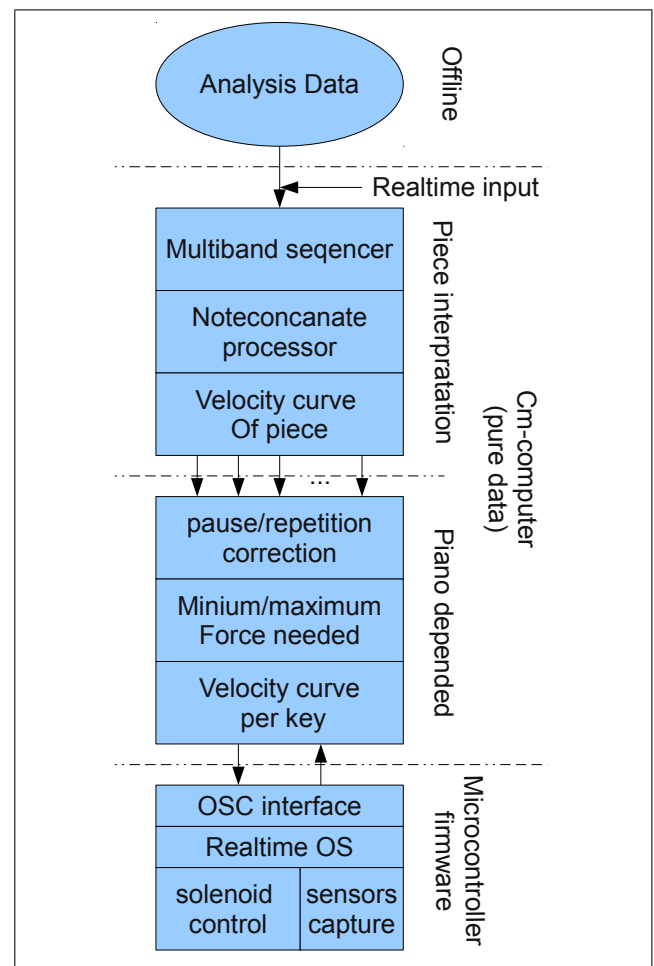 Analysis Data
Offline
Realtime input
Multiband seqencer
Noteconcanate
processor
Velocity curve
Of piece
Piece interpratation
...
Cm-computer
(pure data)
pause/repetition
correction
Minium/maximum
Force needed
Velocity curve
per key
Piano depended
OSC interface
Realtime OS
solenoid
control
sensors
capture
Microcontroller
firmware